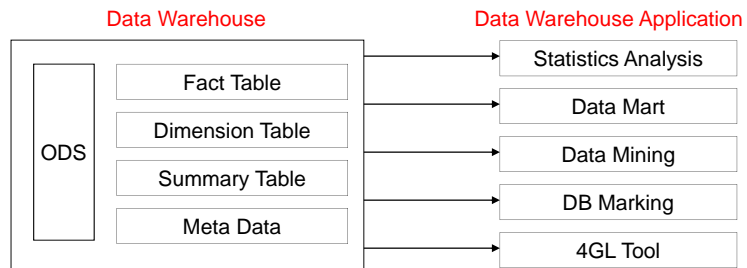 Data Warehouse
Data Warehouse Application
ODS
Fact Table
Dimension Table
Summary Table
Meta Data
Statistics Analysis
Data Mart
Data Mining
DB Marking
4GL Tool